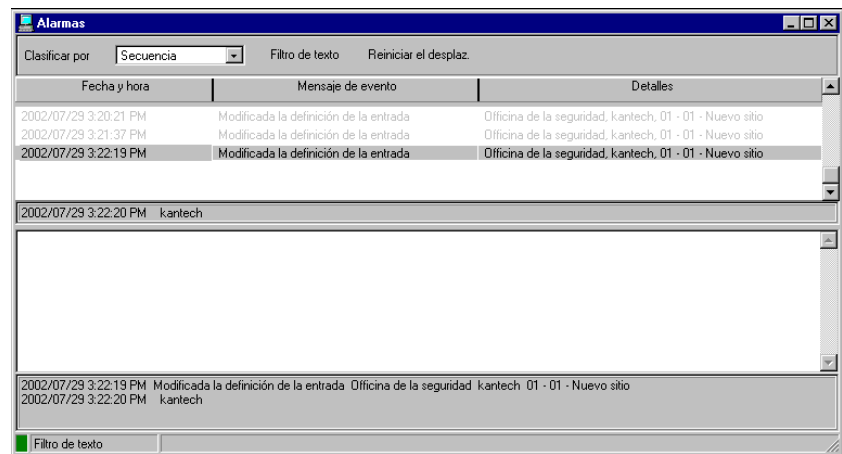 Alarmas
Clasificar por Secuencia Filtro de texto Reiniciar el desplaz.
Fecha y hora Mensaje de evento Detalles
2002/07/29 3:20:21 PM Modificada la definición de la entrada Officina de la seguridad, kantech, 01 - 01 - Nuevo sitio
2002/07/29 3:21:37 PM Modificada la definición de la entrada Officina de la seguridad, kantech, 01 - 01 - Nuevo sitio
2002/07/29 3:22:19 PM Modificada la definición de la entrada Officina de la seguridad, kantech, 01 - 01 - Nuevo sitio
2002/07/29 3:22:20 PM kantech
2002/07/29 3:22:19 PM Modificada la definición de la entrada Officina de la seguridad kantech 01 - 01 - Nuevo sitio
2002/07/29 3:22:20 PM kantech
Filtro de texto